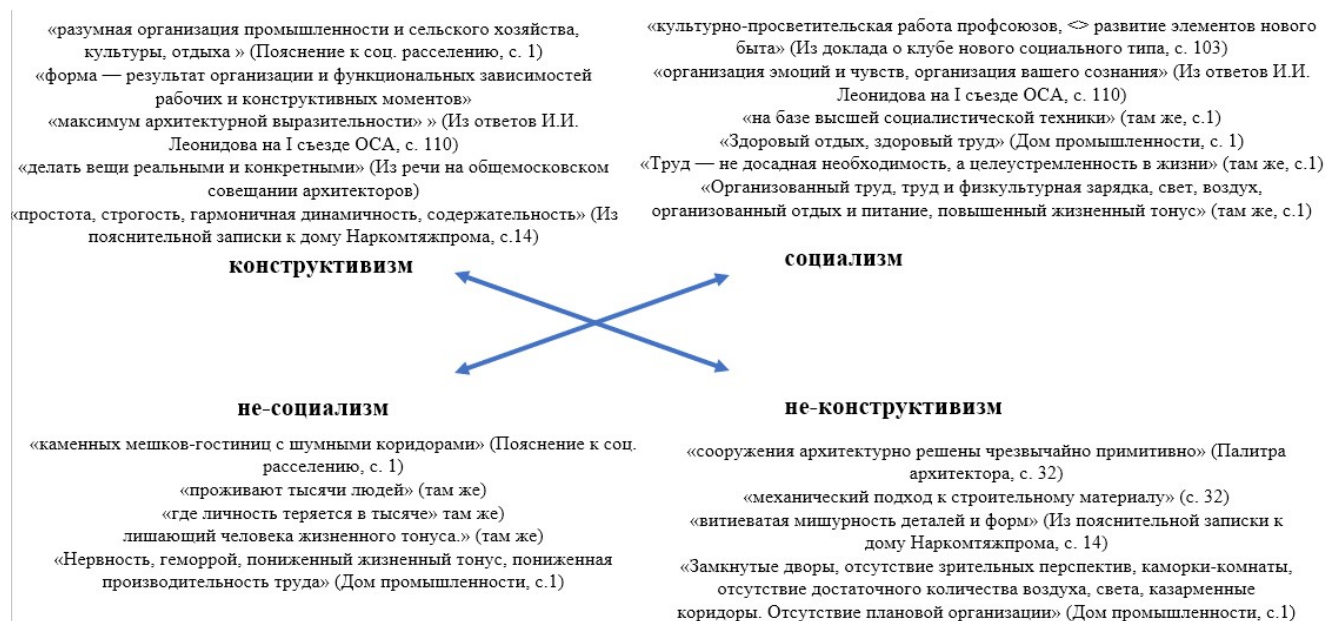 «разумная организация промышленности и сельского хозяйства,
культуры, отдыха » (Пояснение к соц. расселению, с. 1)
«форма — результат организации и функциональных зависимостей
рабочих и конструктивных моментов»
«максимум архитектурной выразительности» » (Из ответов И.И.
Леонидова на I съезде ОСА, с. 110)
«делать вещи реальными и конкретными» (Из речи на общемосковском
совещании архитекторов)
«простота, строгость, гармоничная динамичность, содержательность» (Из
пояснительной записки к дому Наркомтяжпрома, с.14)
конструктивизм
«культурно-просветительская работа профсоюзов, <> развитие элементов нового
быта» (Из доклада о клубе нового социального типа, с. 103)
«организация эмоций и чувств, организация вашего сознания» (Из ответов И.И.
Леонидова на I съезде ОСА, с. 110)
«на базе высшей социалистической техники» (там же, с.1)
«Здоровый отдых, здоровый труд» (Дом промышленности, с. 1)
«Труд — не досадная необходимость, а целеустремленность в жизни» (там же, с.1)
«Организованный труд, труд и физкультурная зарядка, свет, воздух,
организованный отдых и питание, повышенный жизненный тонус» (там же, с.1)
социализм
не-социализм
«каменных мешков-гостиниц с шумными коридорами» (Пояснение к соц.
расселению, с. 1)
«проживают тысячи людей» (там же)
«где личность теряется в тысяче» там же)
лишающий человека жизненного тонуса.» (там же)
«Нервность, геморрой, пониженный жизненный тонус, пониженная
производительность труда» (Дом промышленности, с.1)
не-конструктивизм
«сооружения архитектурно решены чрезвычайно примитивно» (Палитра
архитектора, с. 32)
«механический подход к строительному материалу» (с. 32)
«витиеватая мишурность деталей и форм» (Из пояснительной записки к
дому Наркомтяжпрома, с. 14)
«Замкнутые дворы, отсутствие зрительных перспектив, каморки-комнаты,
отсутствие достаточного количества воздуха, света, казарменные
коридоры. Отсутствие плановой организации» (Дом промышленности, с.1)